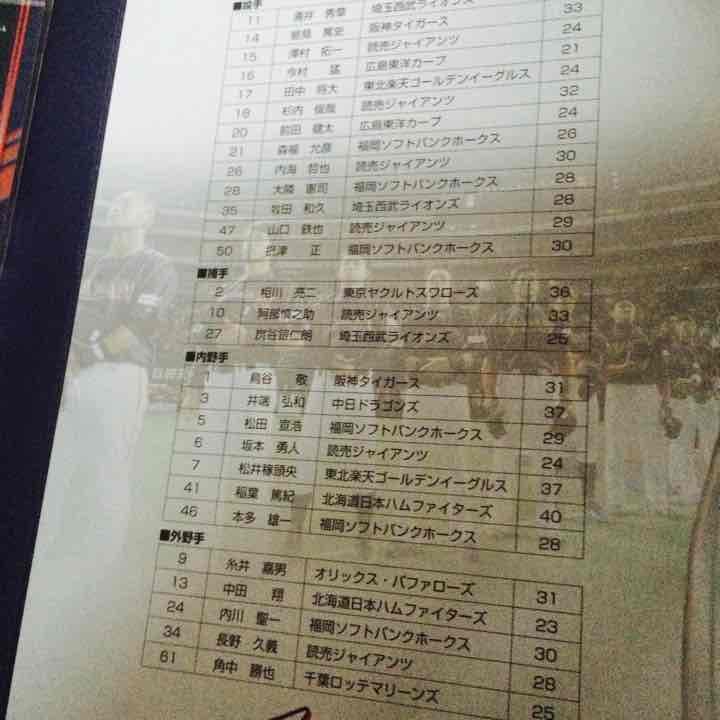 ■投手
11 涌井 秀章 埼玉西武ライオンズ
14 能見 篤史 阪神タイガース 33
15 澤村 拓一 読売ジャイアンツ 24
16 今村 猛 広島東洋カープ 21
17 田中 将大 東北楽天ゴールデンイーグルス 24
18 杉内 俊哉 読売ジャイアンツ 32
20 前田 健太 広島東洋カープ 24
21 森福 允彦 福岡ソフトバンクホークス 26
26 内海 哲也 読売ジャイアンツ 30
28 大隣 憲司 福岡ソフトバンクホークス 28
35 牧田 和久 埼玉西武ライオンズ 28
47 山口 鉄也 読売ジャイアンツ 29
50 摂津 正 福岡ソフトバンクホークス 30
■捕手
2 相川 亮二 東京ヤクルトスワローズ 36
10 阿部慎之助 読売ジャイアンツ 33
27 炭谷銀仁朗 埼玉西武ライオンズ 25
■内野手
1 鳥谷 敬 阪神タイガース 31
3 井端 弘和 中日ドラゴンズ 37
5 松田 宣浩 福岡ソフトバンクホークス 29
6 坂本 勇人 読売ジャイアンツ 24
7 松井稼頭央 東北楽天ゴールデンイーグルス 37
41 稲葉 篤紀 北海道日本ハムファイターズ 40
46 本多 雄一 福岡ソフトバンクホークス 28
■外野手
9 糸井 嘉男 オリックス・バファローズ 31
13 中田 翔 北海道日本ハムファイターズ 23
24 内川 聖一 福岡ソフトバンクホークス 30
34 長野 久義 読売ジャイアンツ 28
61 角中 勝也 千葉ロッテマリーンズ 25